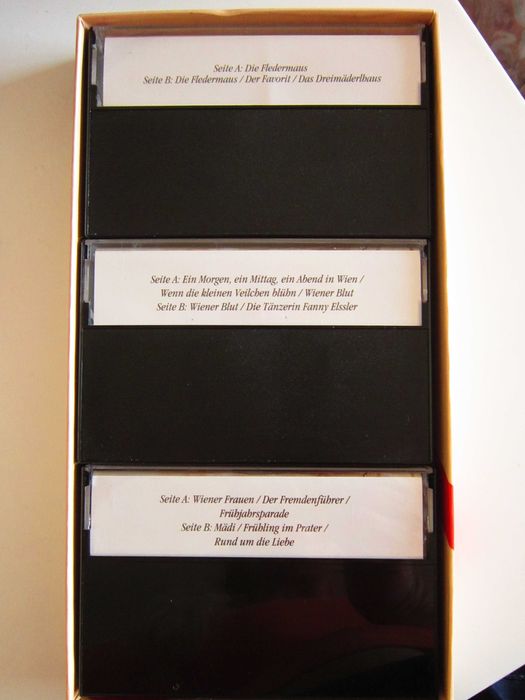 Seite A: Die Fledermaus
Seite B: Die Fledermaus / Der Favorit / Das Dreimäderlhaus
Seite A: Ein Morgen, ein Mittag, ein Abend in Wien /
Wenn die kleinen Veilchen blühn / Wiener Blut
Seite B: Wiener Blut / Die Tänzerin Fanny Elssler
Seite A: Wiener Frauen / Der Fremdenführer /
Frühjahrsparade
Seite B: Mädi / Frühling im Prater /
Rund um die Liebe